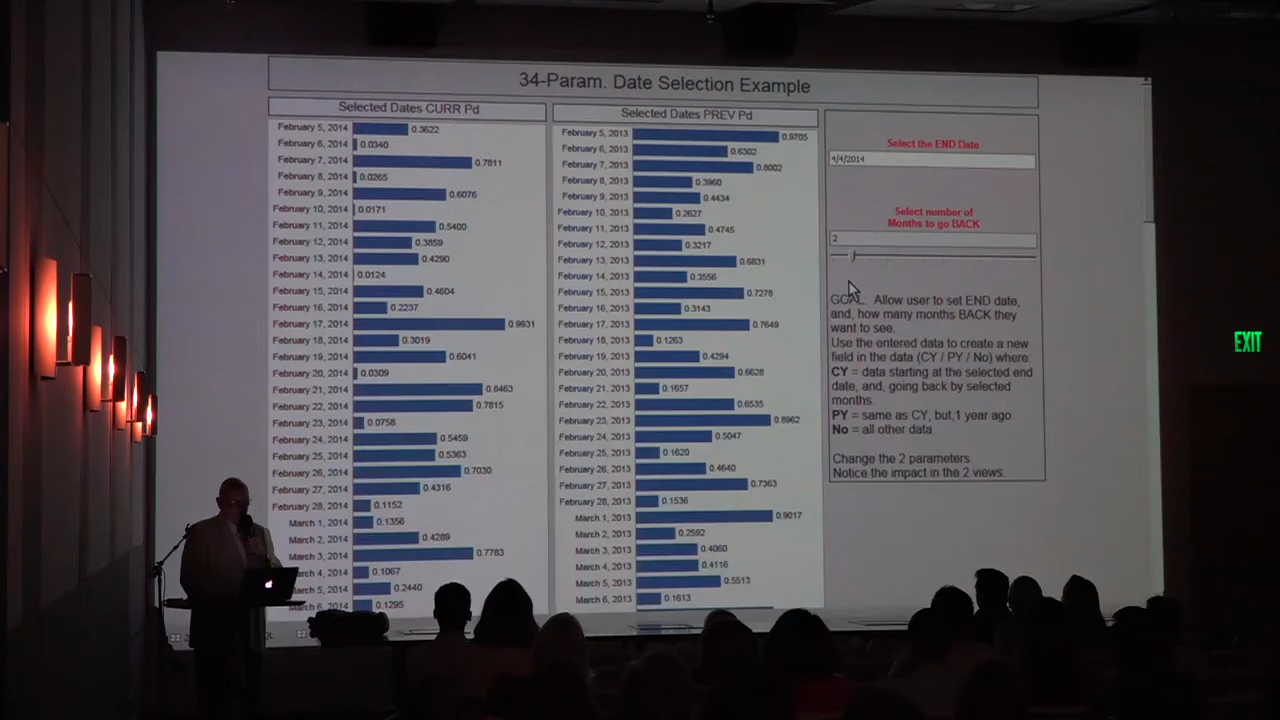 34-Param. Date Selection Example
Selected Dates CURR Pd
February 5, 2014 0.3622
February 6, 2014 0.0340
February 7, 2014 0.7811
February 8, 2014 0.0265
February 9, 2014 0.6076
February 10, 2014 0.0171
February 11, 2014 0.5400
February 12, 2014 0.3859
February 13, 2014 0.4290
February 14, 2014 0.0124
February 15, 2014 0.4604
February 16, 2014 0.2237
February 17, 2014 0.9931
February 18, 2014 0.3019
February 19, 2014 0.6041
February 20, 2014 0.0309
February 21, 2014 0.8463
February 22, 2014 0.7815
February 23, 2014 0.0758
February 24, 2014 0.5459
February 25, 2014 0.5363
February 26, 2014 0.7030
February 27, 2014 0.4316
February 28, 2014 0.1152
March 1, 2014 0.1356
March 2, 2014 0.4289
March 3, 2014 0.7783
arch 4, 2014 0.1067
arch 5, 2014 0.2440
March 6, 2014 0.1295
Selected Dates PREV Pd
February 5, 2013 0.9705
February 6, 2013 0.6302
February 7, 2013 0.8002
February 8, 2013 0.3960
February 9, 2013 0.4434
February 10, 2013 0.2627
February 11, 2013 0.4745
February 12, 2013 0.3217
February 13, 2013 0.6831
February 14, 2013 0.3556
February 15, 2013 0.7278
February 16, 2013 0.3143
February 17, 2013 0.7649
February 18, 2013 0.1263
February 19, 2013 0.4294
February 20, 2013 0.6628
February 21, 2013 0.1657
February 22, 2013 0.6535
February 23, 2013 0.8962
February 24, 2013 0.5047
February 25, 2013 0.1620
February 26, 2013 0.4640
February 27, 2013 0.7363
February 28, 2013 0.1536
March 1, 2013 0.9017
March 2, 2013 0.2592
March 3, 2013 0.4060
March 4, 2013 0.4116
March 5, 2013 0.5513
March 6, 2013 0.1613
Select the END Date
4/4/2014
Select number of
Months to go BACK
2
GOAL: Allow user to set END date,
and, how many months BACK they
want to see.
Use the entered data to create a new
field in the data (CY / PY / No) where:
CY = data starting at the selected end
date, and, going back by selected
months.
PY = same as CY, but,1 year ago.
No = all other data.
Change the 2 parameters.
Notice the impact in the 2 views.
EXIT